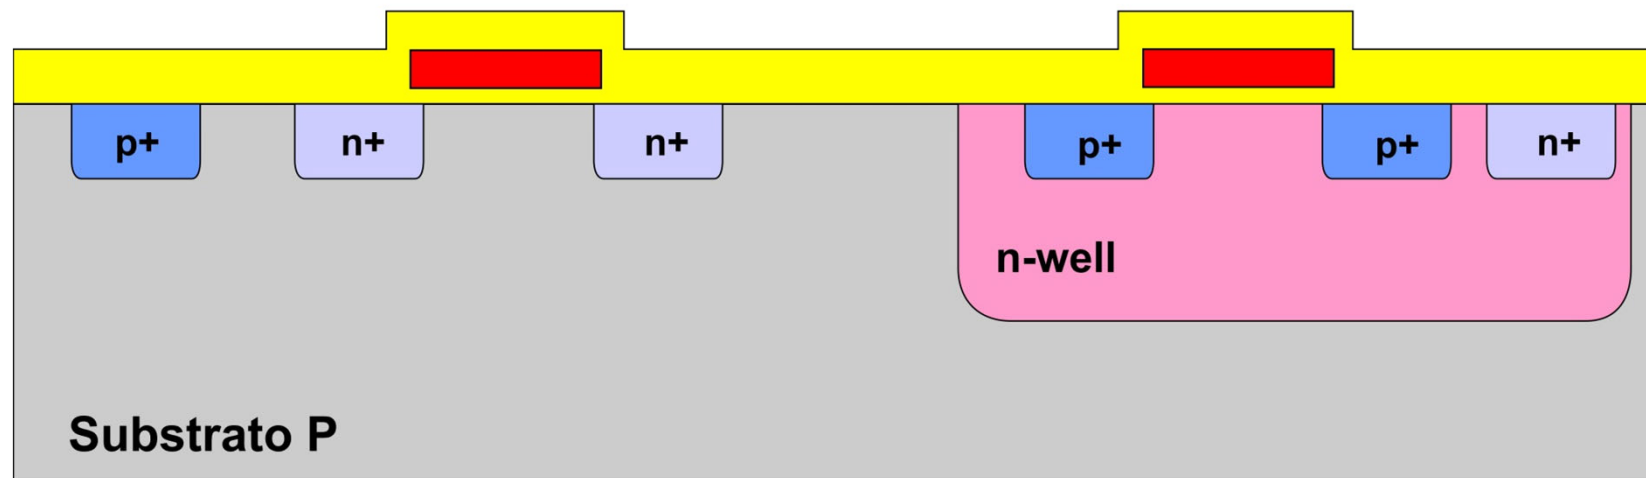 p+
n+
n+
p+
p+
n+
n-well
Substrato P